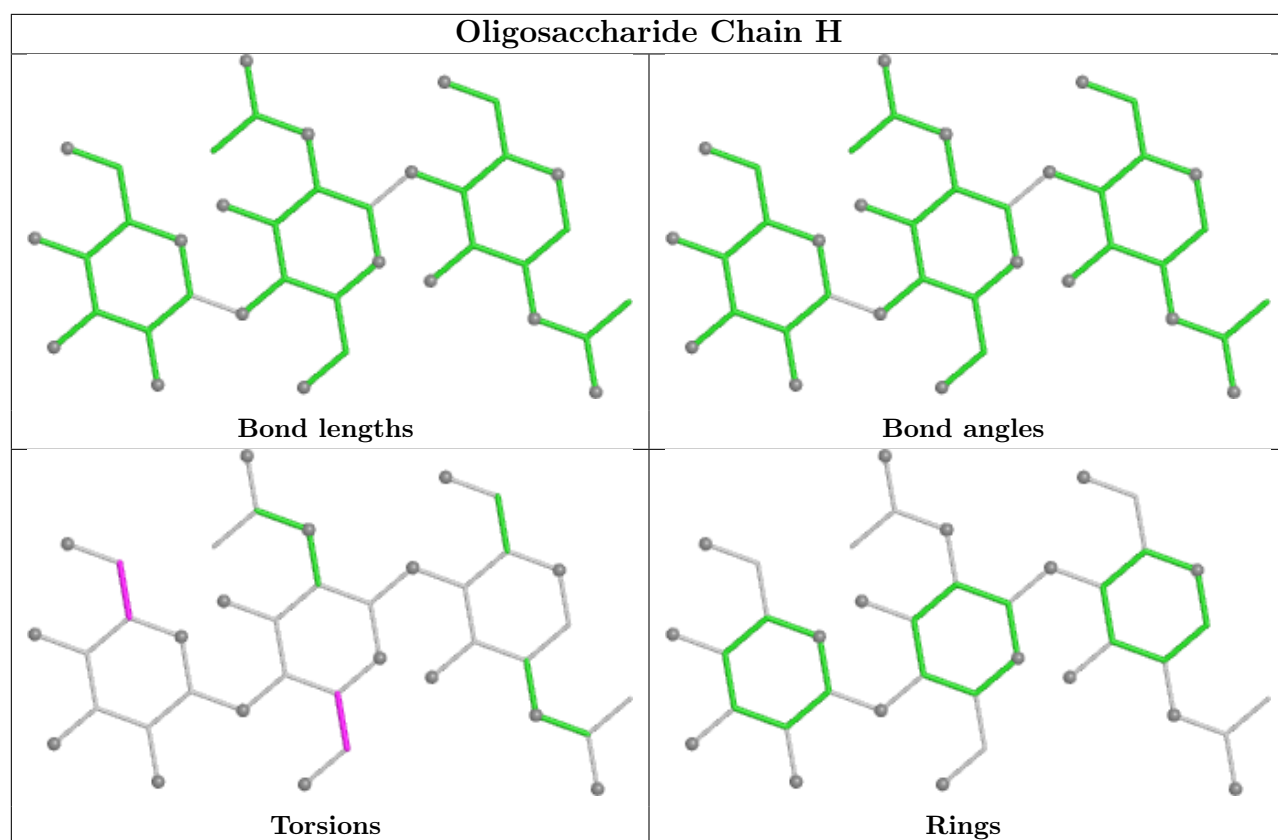 Oligosaccharide Chain H
Bond lengths
Bond angles
Torsions
Rings